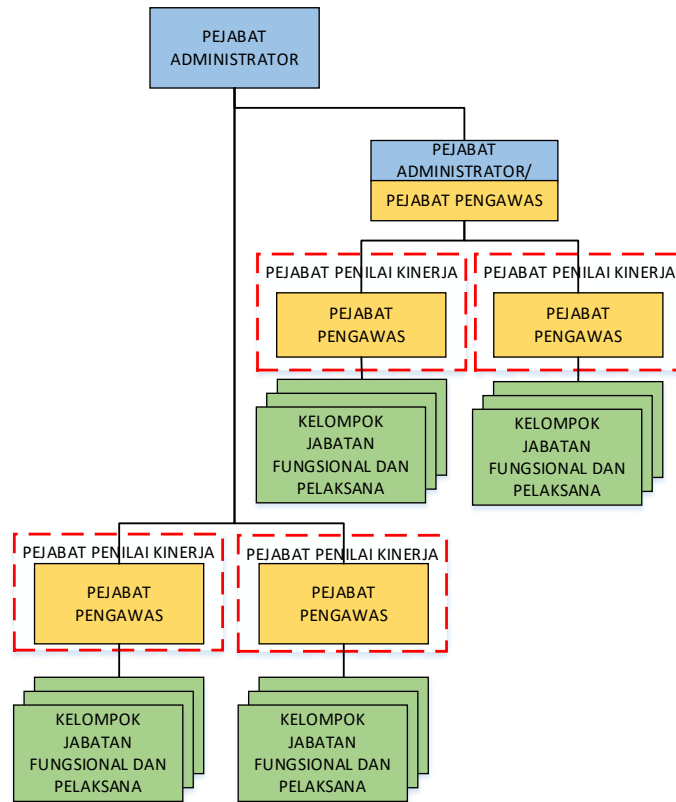 PEJABAT
ADMINISTRATOR
PEJABAT
ADMINISTRATOR/
PEJABAT PENGAWAS
PEJABAT PENILAI KINERJA
PEJABAT
PENGAWAS
KELOMPOK
JABATAN
FUNGSIONAL DAN
PELAKSANA
PEJABAT PENILAI KINERJA
PEJABAT
PENGAWAS
KELOMPOK
JABATAN
FUNGSIONAL DAN
PELAKSANA
PEJABAT PENILAI KINERJA
PEJABAT
PENGAWAS
KELOMPOK
JABATAN
FUNGSIONAL DAN
PELAKSANA
PEJABAT PENILAI KINERJA
PEJABAT
PENGAWAS
KELOMPOK
JABATAN
FUNGSIONAL DAN
PELAKSANA